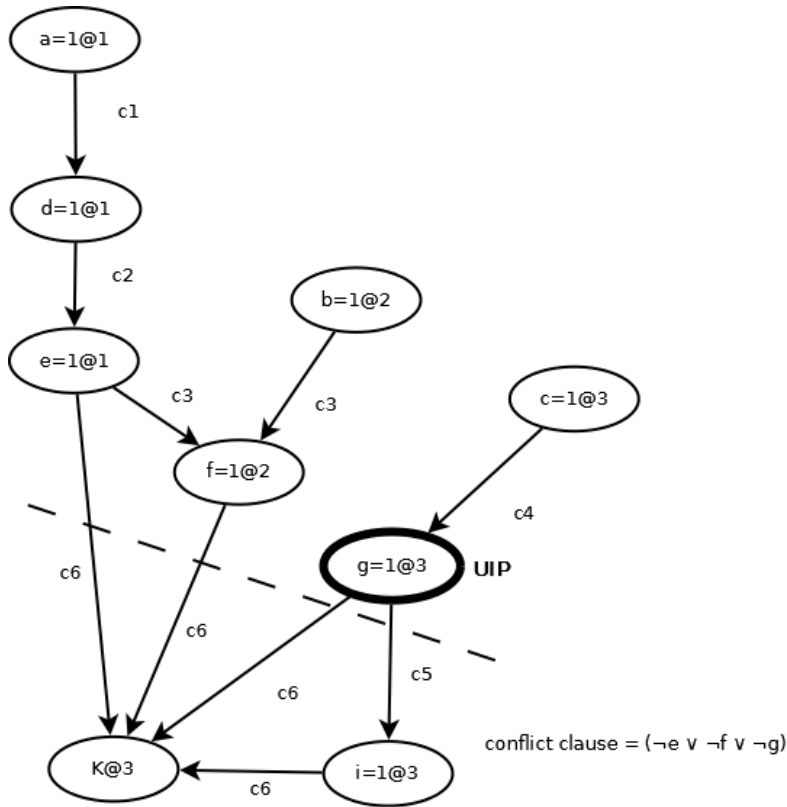 a=1@1
c1
d=1@1
c2
b=1@2
e=1@1
c3
c3
c=1@3
f=1@2
c4
g=1@3
UIP
c6
c6
c5
c6
conflict clause = (¬e ∨ ¬f ∨ ¬g)
K@3
i=1@3
c6